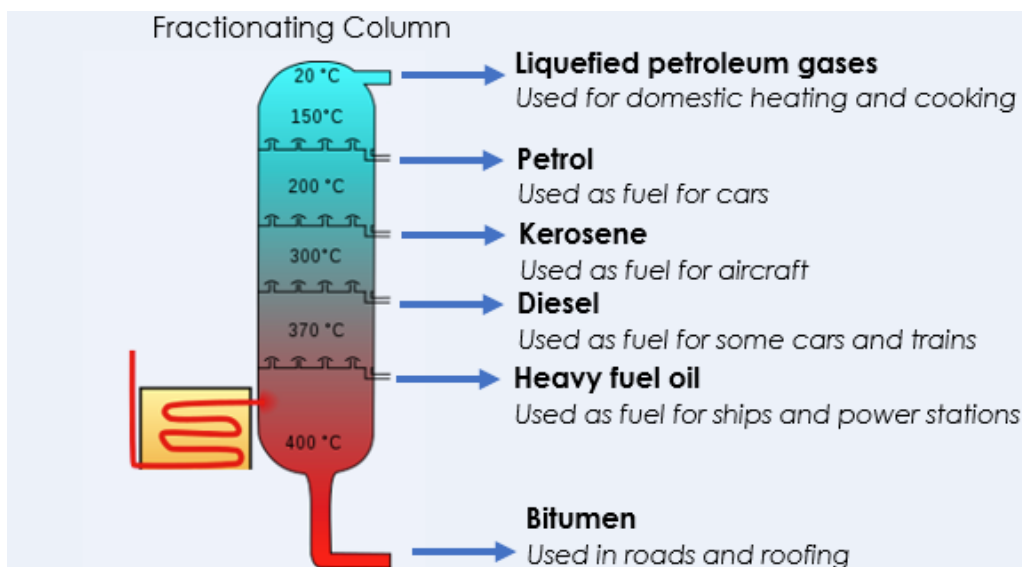 Fractionating Column
20 °C
Liquefied petroleum gases
Used for domestic heating and cooking
150°C
Petrol
Used as fuel for cars
200 °C
Kerosene
Used as fuel for aircraft
300°C
Diesel
Used as fuel for some cars and trains
370 °C
Heavy fuel oil
Used as fuel for ships and power stations
400 °C
Bitumen
Used in roads and roofing